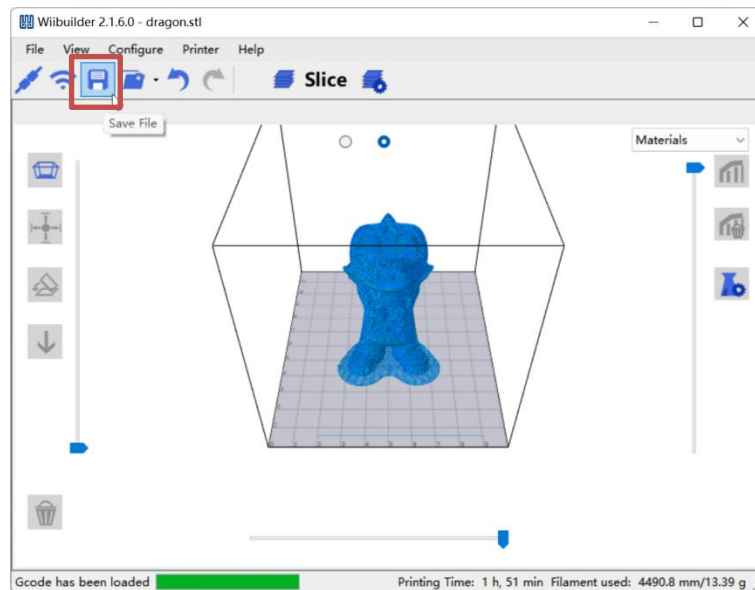 Wiibuilder 2.1.6.0 - dragon.stl
File View Configure Printer Help
Slice
Save File
Materials
Gcode has been loaded Printing Time: 1 h, 51 min Filament used: 4490.8 mm/13.39 g